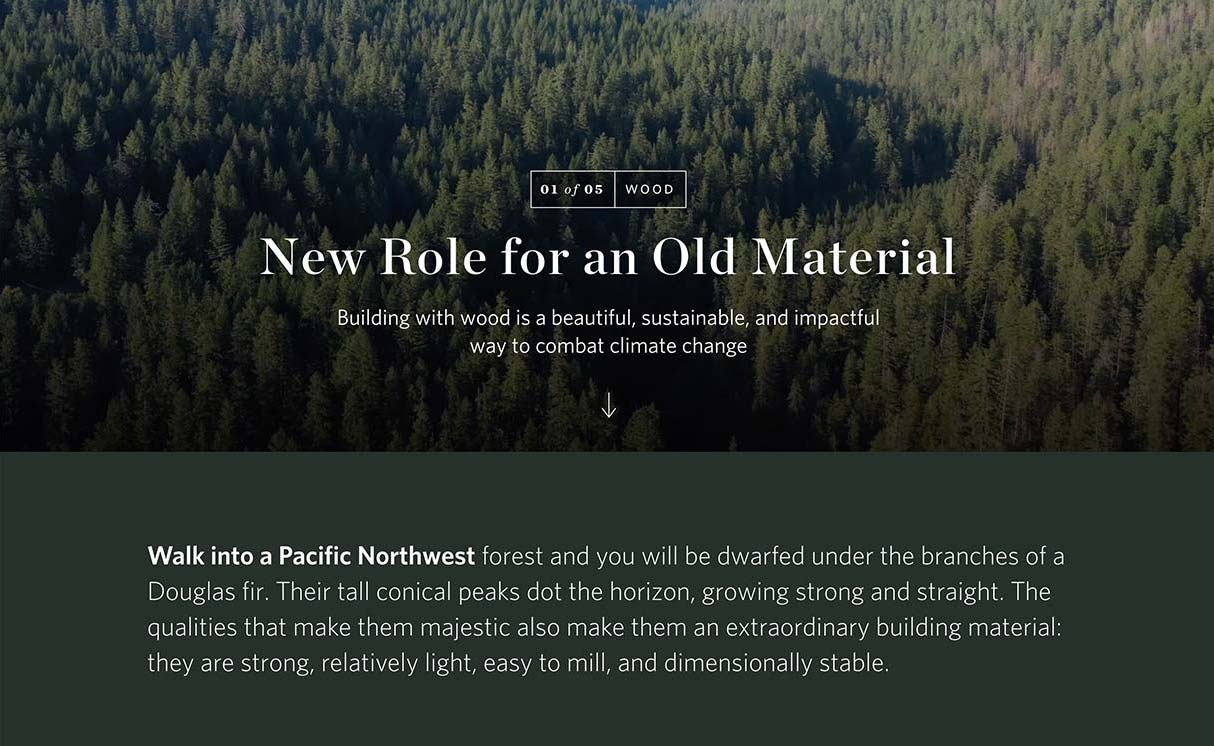 01 of 05 WOOD
New Role for an Old Material
Building with wood is a beautiful, sustainable, and impactful
way to combat climate change
Walk into a Pacific Northwest forest and you will be dwarfed under the branches of a
Douglas fir. Their tall conical peaks dot the horizon, growing strong and straight. The
qualities that make them majestic also make them an extraordinary building material:
they are strong, relatively light, easy to mill, and dimensionally stable.